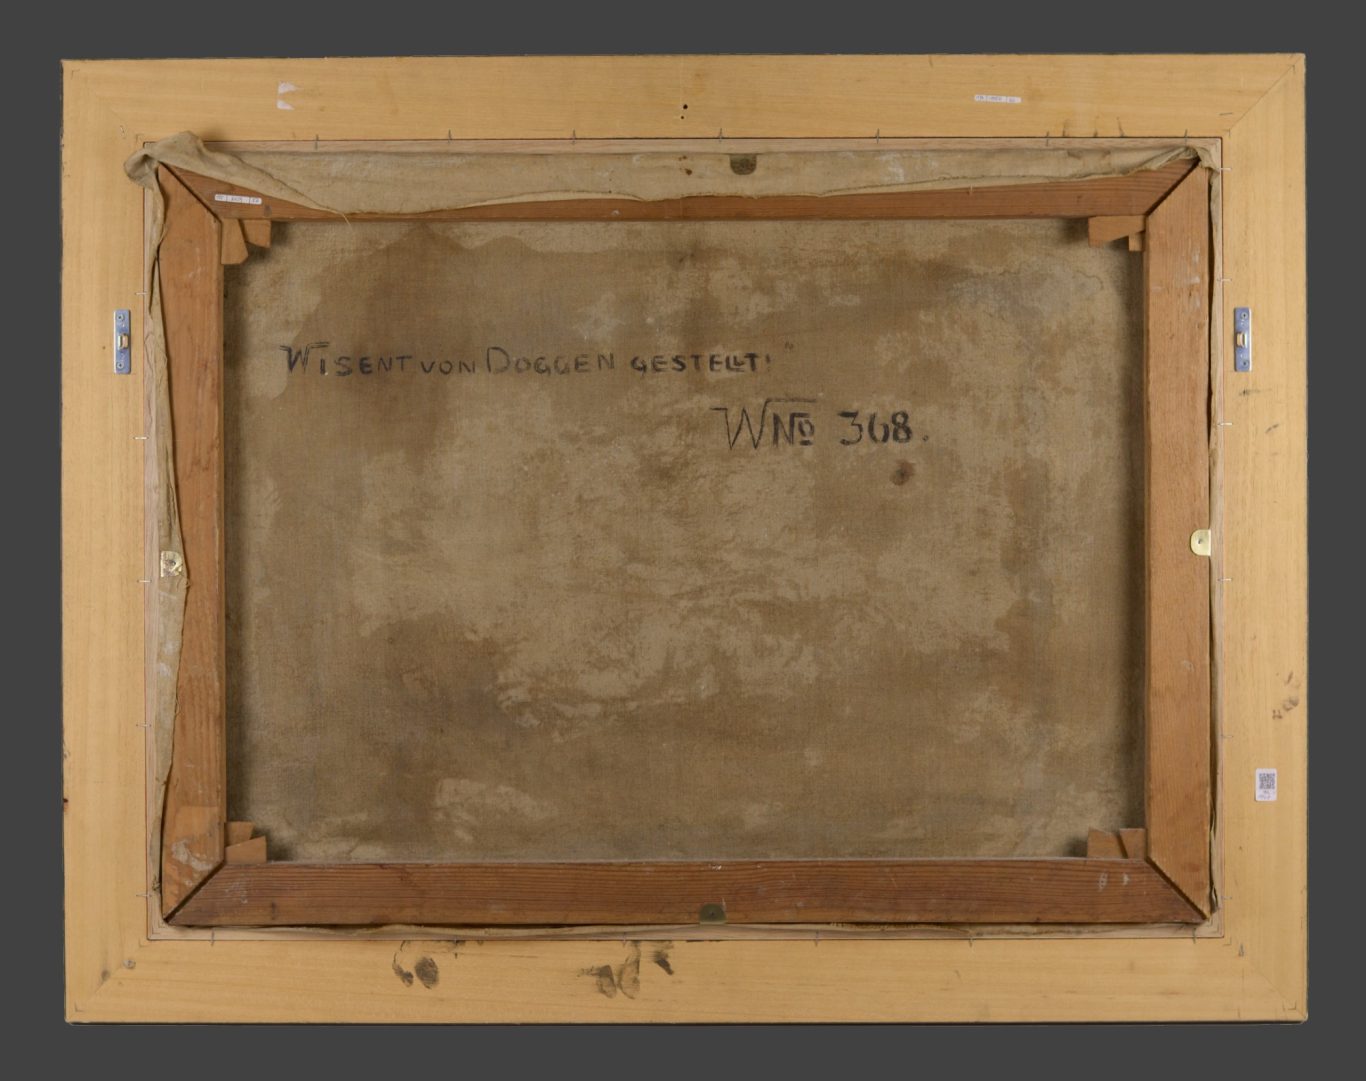 WISENT VON DOGGEN GESTELLT!"
WNo 368.